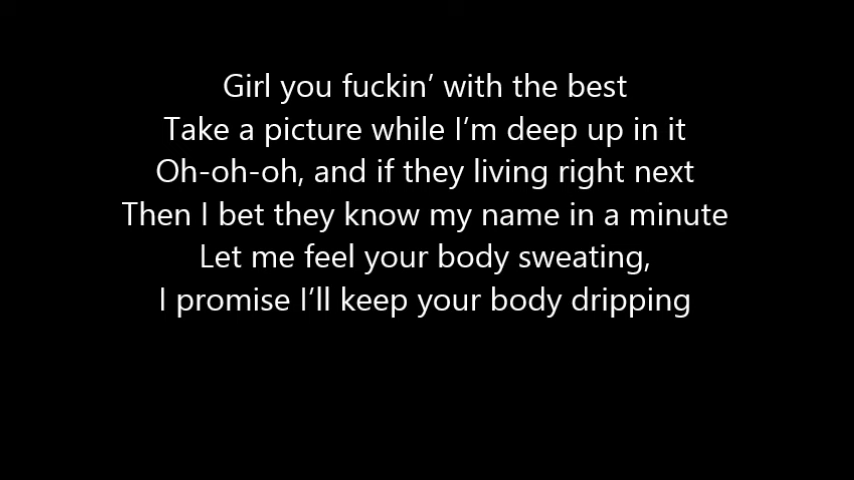 Girl you fuckin’ with the best
Take a picture while I’m deep up in it
Oh-oh-oh, and if they living right next
Then I bet they know my name in a minute
Let me feel your body sweating,
I promise I’ll keep your body dripping